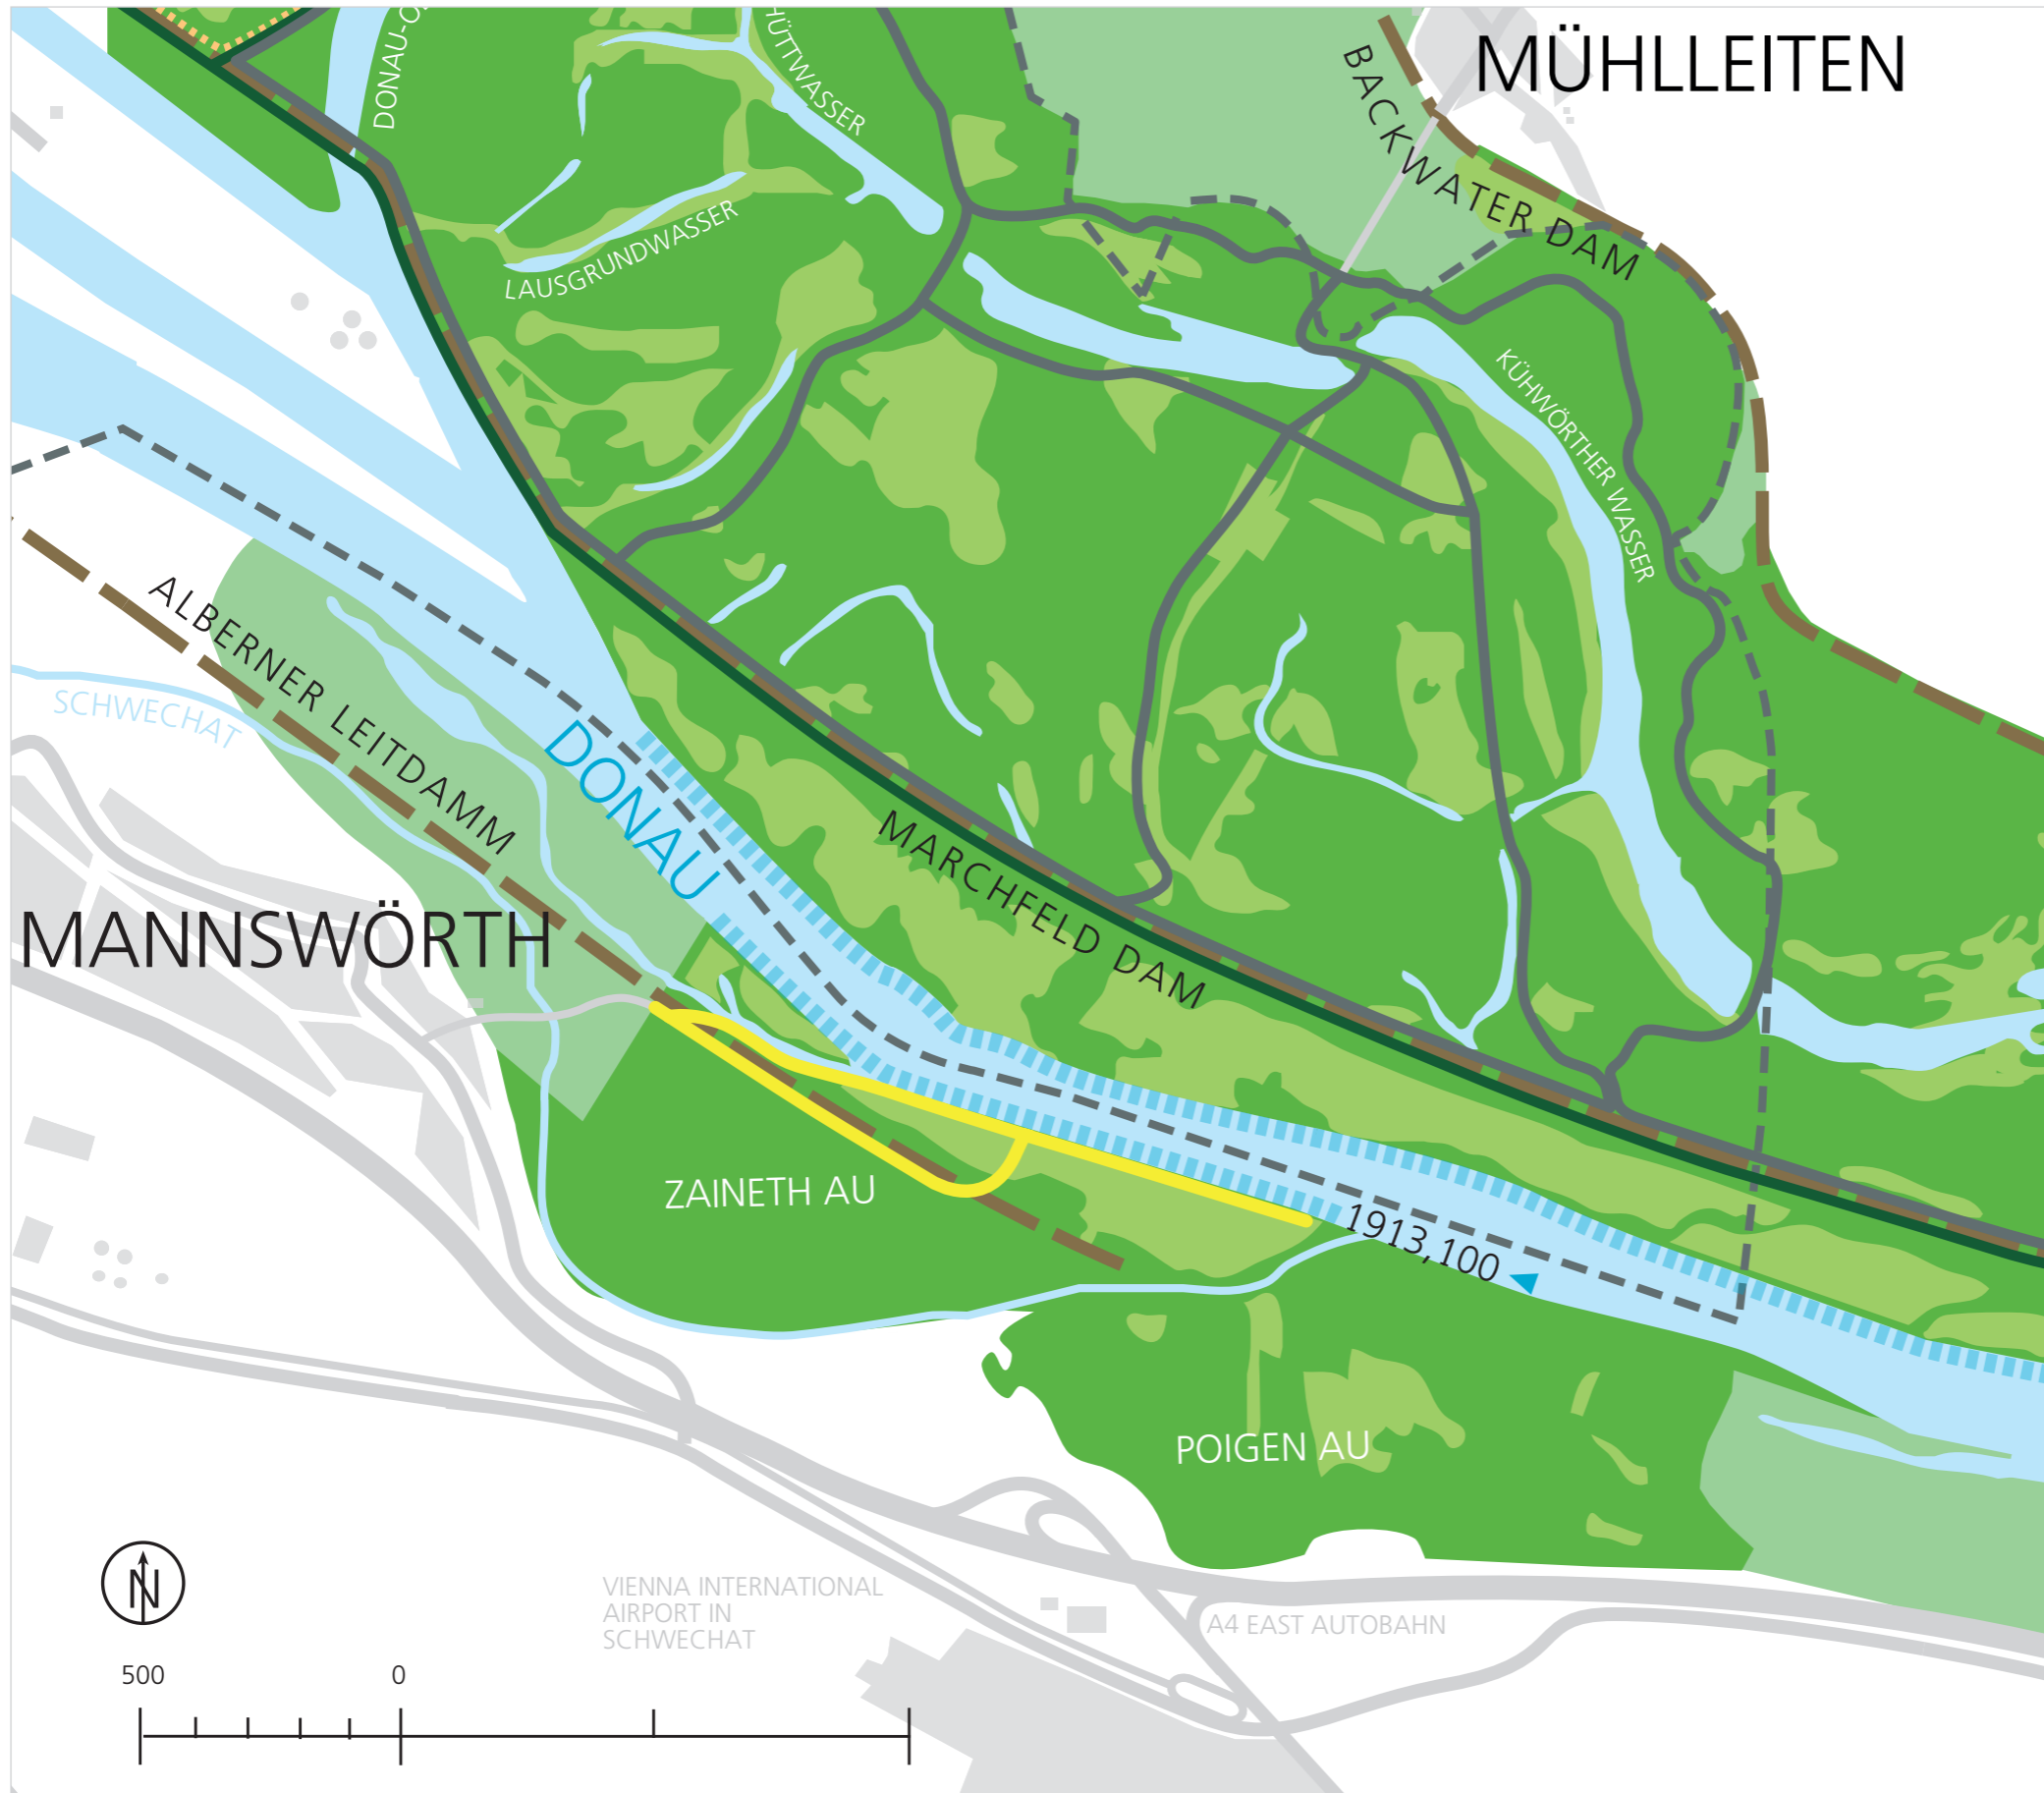 MÜHLLEITEN
HÜTTWASSER
BACKWATER DAM
LAUSGRUNDWASSER
KÜHWÖRTHER WASSER
ALBERNER LEITDAMM
SCHWECHAT
DONAU
MARCHFELD DAM
MANNSWÖRTH
ZAINETH AU
1913,100
POIGEN AU
N
VIENNA INTERNATIONAL
AIRPORT IN
SCHWECHAT
A4 EAST AUTOBAHN
500 0